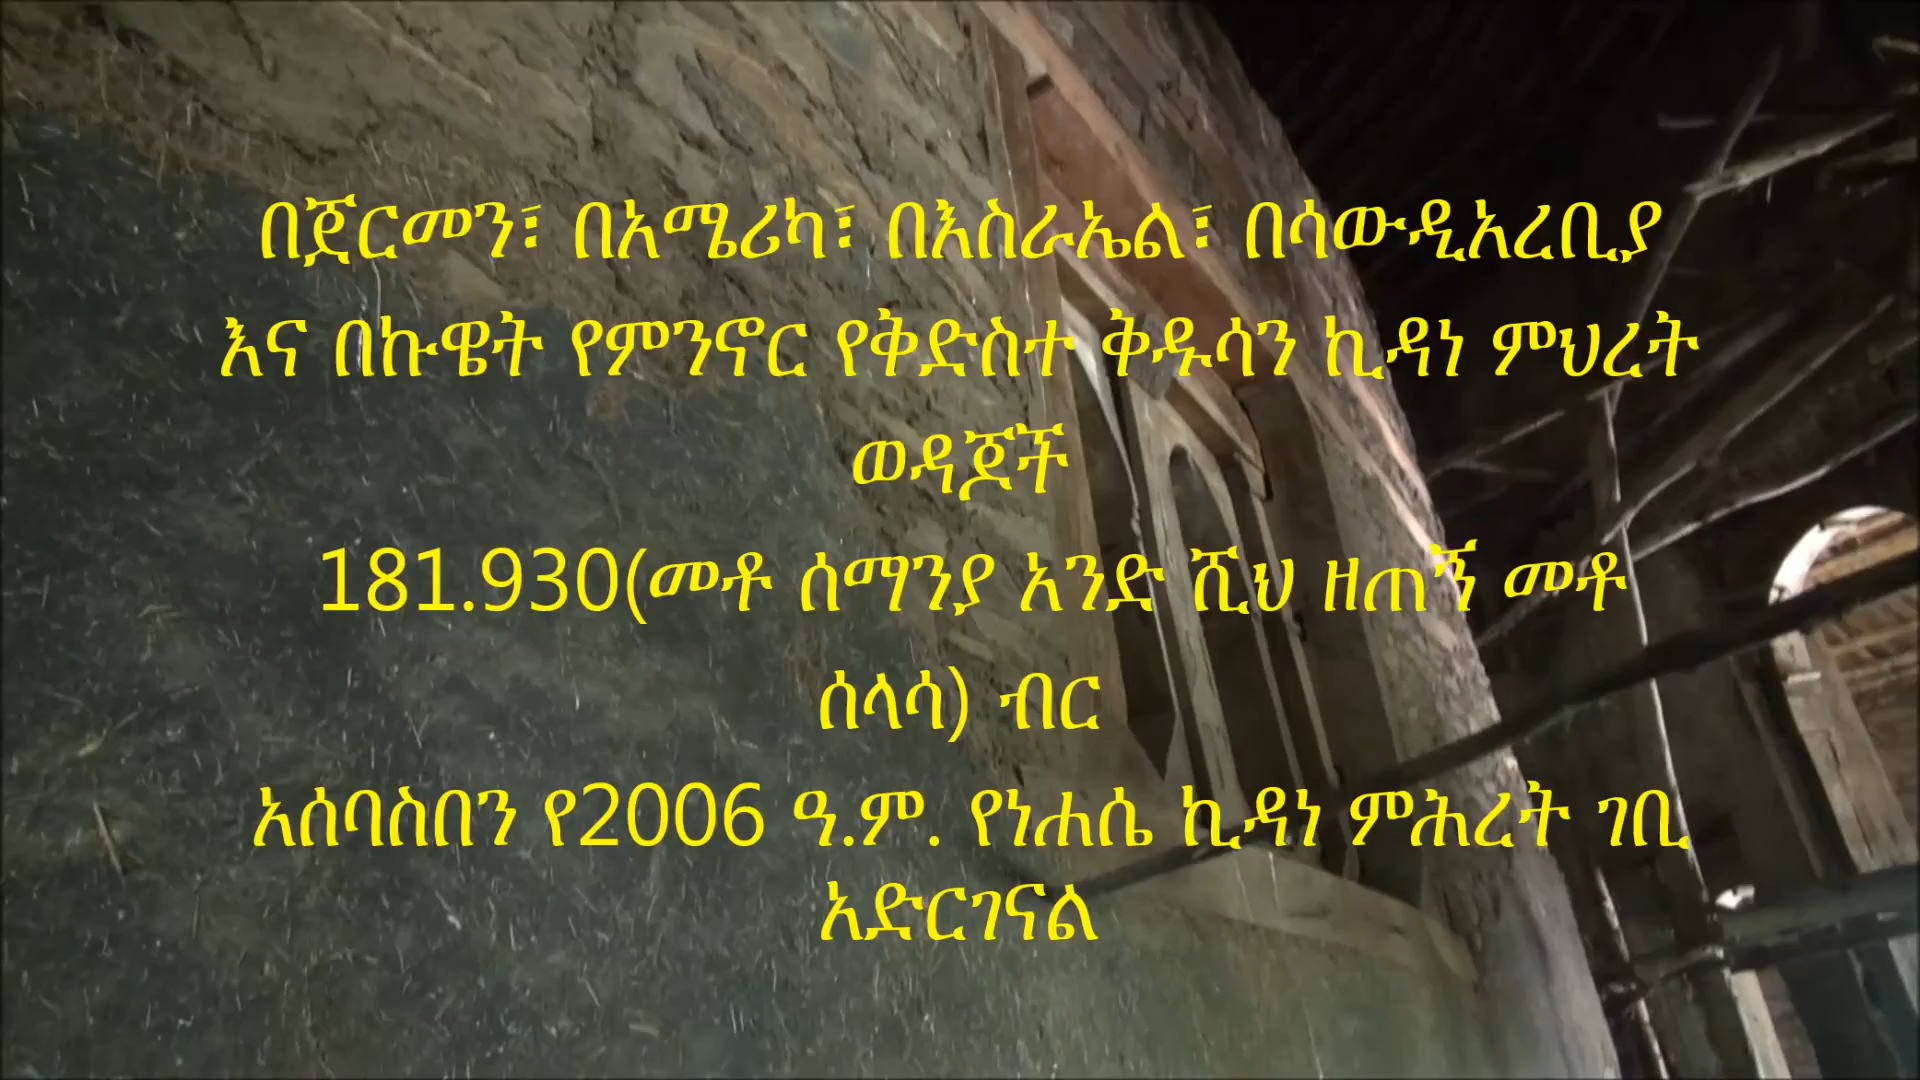 በጀርመን፣ በአሜሪካ፣ በእስራኤል፣ በሳውዲአረቢያ
እና በኩዌት የምንኖር የቅድስተ ቅዱሳን ኪዳነ ምህረት
ወዳጆች
181.930(መቶ ሰማንያ አንድ ሺህ ዘጠኝ መቶ
ሰላሳ) ብር
አሰባስበን የ2006 ዓ.ም. የነሐሴ ኪዳነ ምሕረት ገቢ
አድርገናል